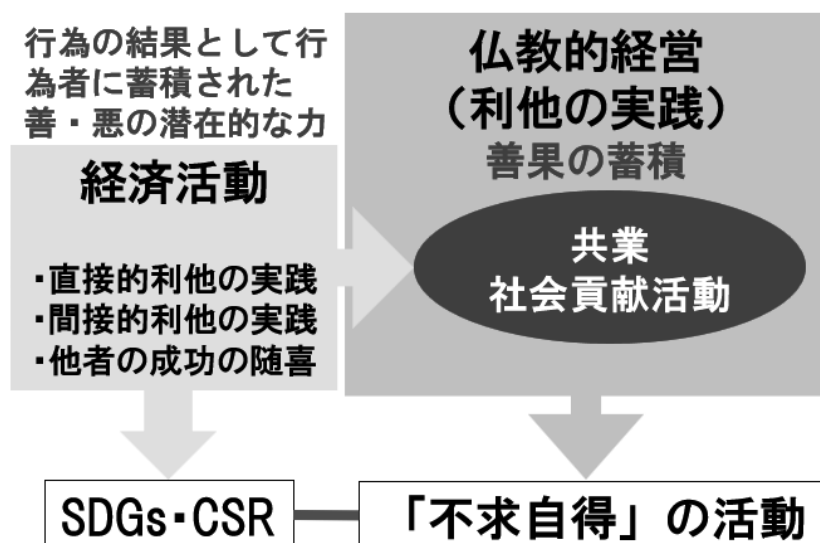 行為の結果として行
為者に蓄積された
善・悪の潜在的な力
経済活動
・直接的利他の実践
・間接的利他の実践
・他者の成功の随喜
仏教的経営
（利他の実践）
善果の蓄積
共業
社会貢献活動
SDGs・CSR
「不求自得」の活動